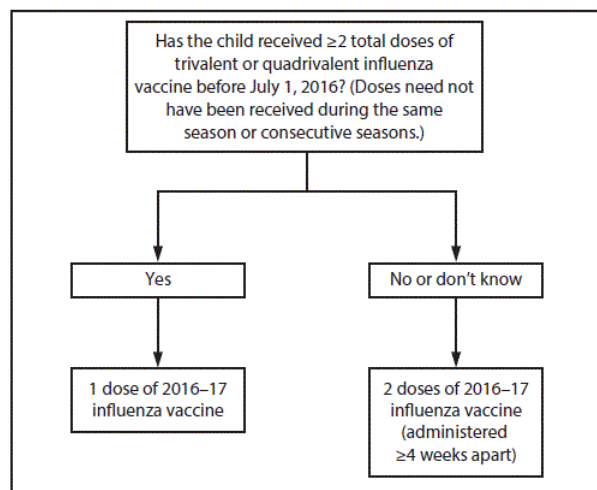 Has the child received ≥2 total doses of
trivalent or quadrivalent influenza
vaccine before July 1, 2016? (Doses need not
have been received during the same
season or consecutive seasons.)
Yes
No or don’t know
1 dose of 2016–17
influenza vaccine
2 doses of 2016–17
influenza vaccine
(administered
≥4 weeks apart)